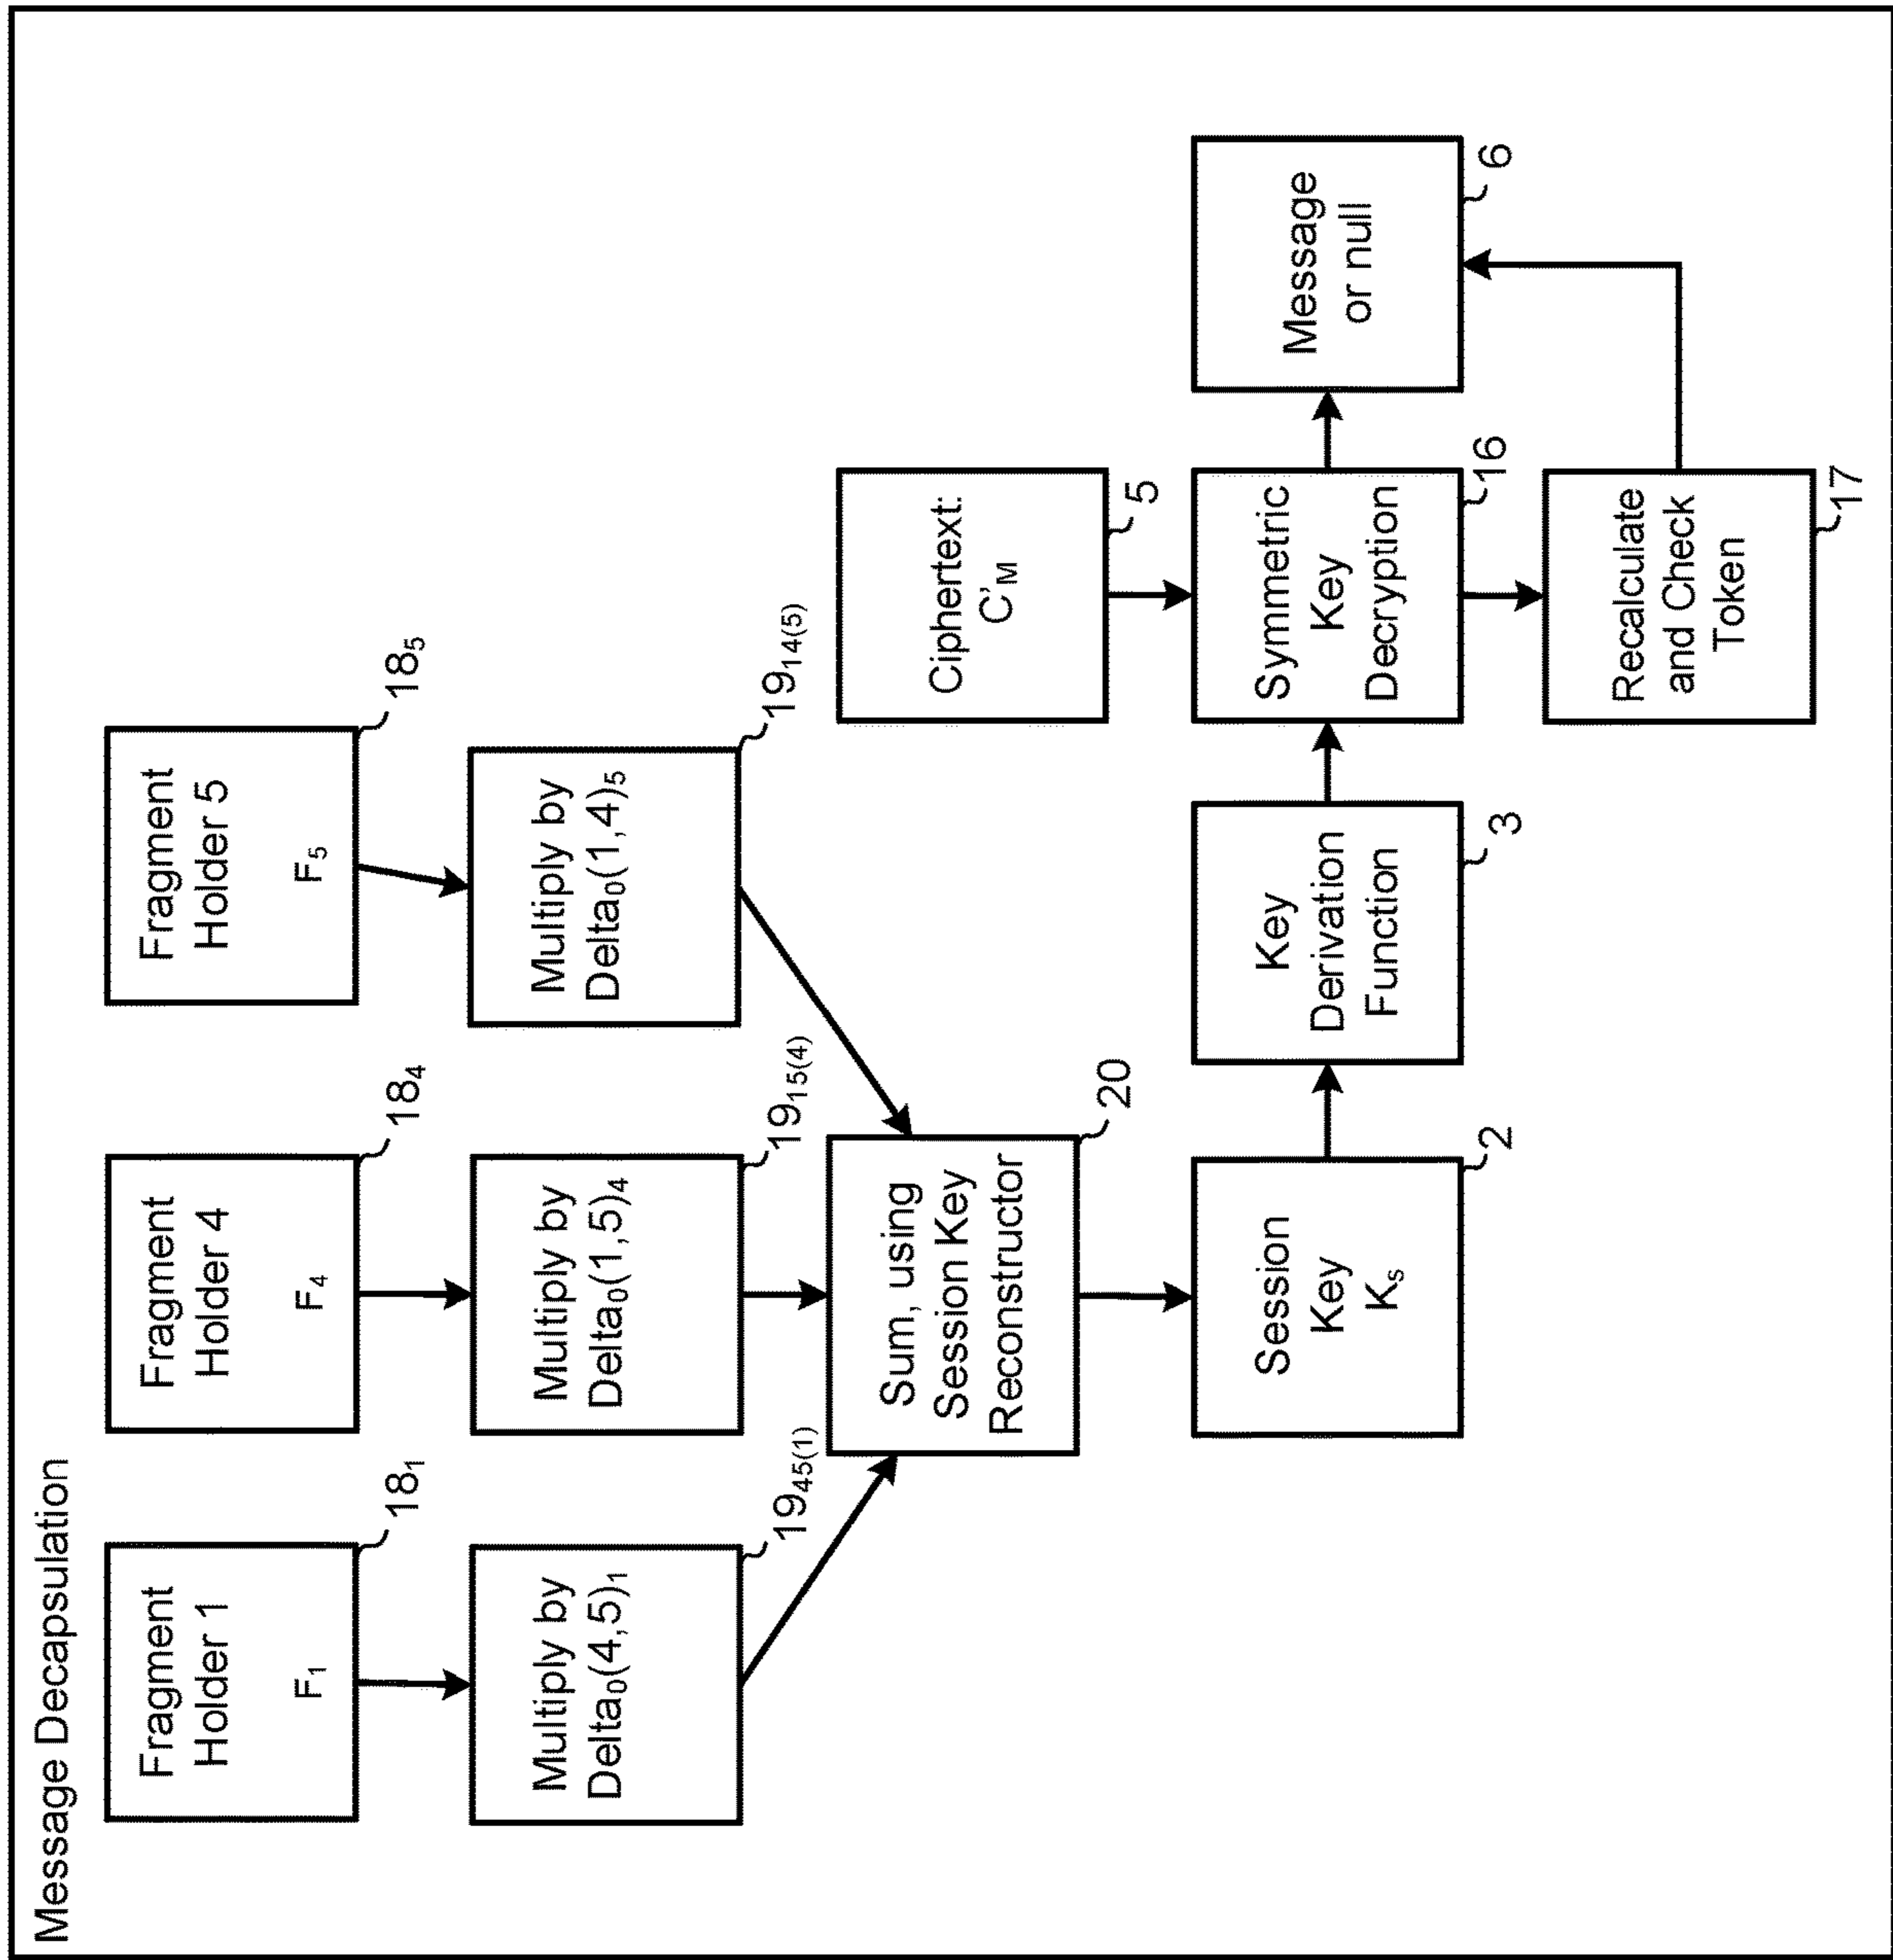 Message Decapsulation
Fragment
Holder 1
F₁
18₁
Fragment
Holder 4
F₄
18₄
Fragment
Holder 5
F₅
18₅
Multiply by
Delta₀(4,5)₁
19₄₅₍₁₎
Multiply by
Delta₀(1,5)₄
19₁₅₍₄₎
Multiply by
Delta₀(1,4)₅
19₁₄₍₅₎
Sum, using
Session Key
Reconstructor
20
Ciphertext:
C'M
5
Session
Key
Kₛ
2
Key
Derivation
Function
3
Symmetric
Key
Decryption
16
Message
or null
6
Recalculate
and Check
Token
17